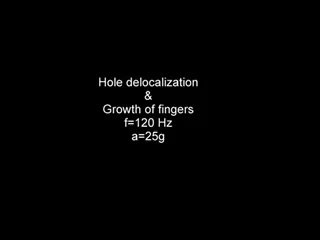 Hole delocalization
&
Growth of fingers
f=120 Hz
a=25g